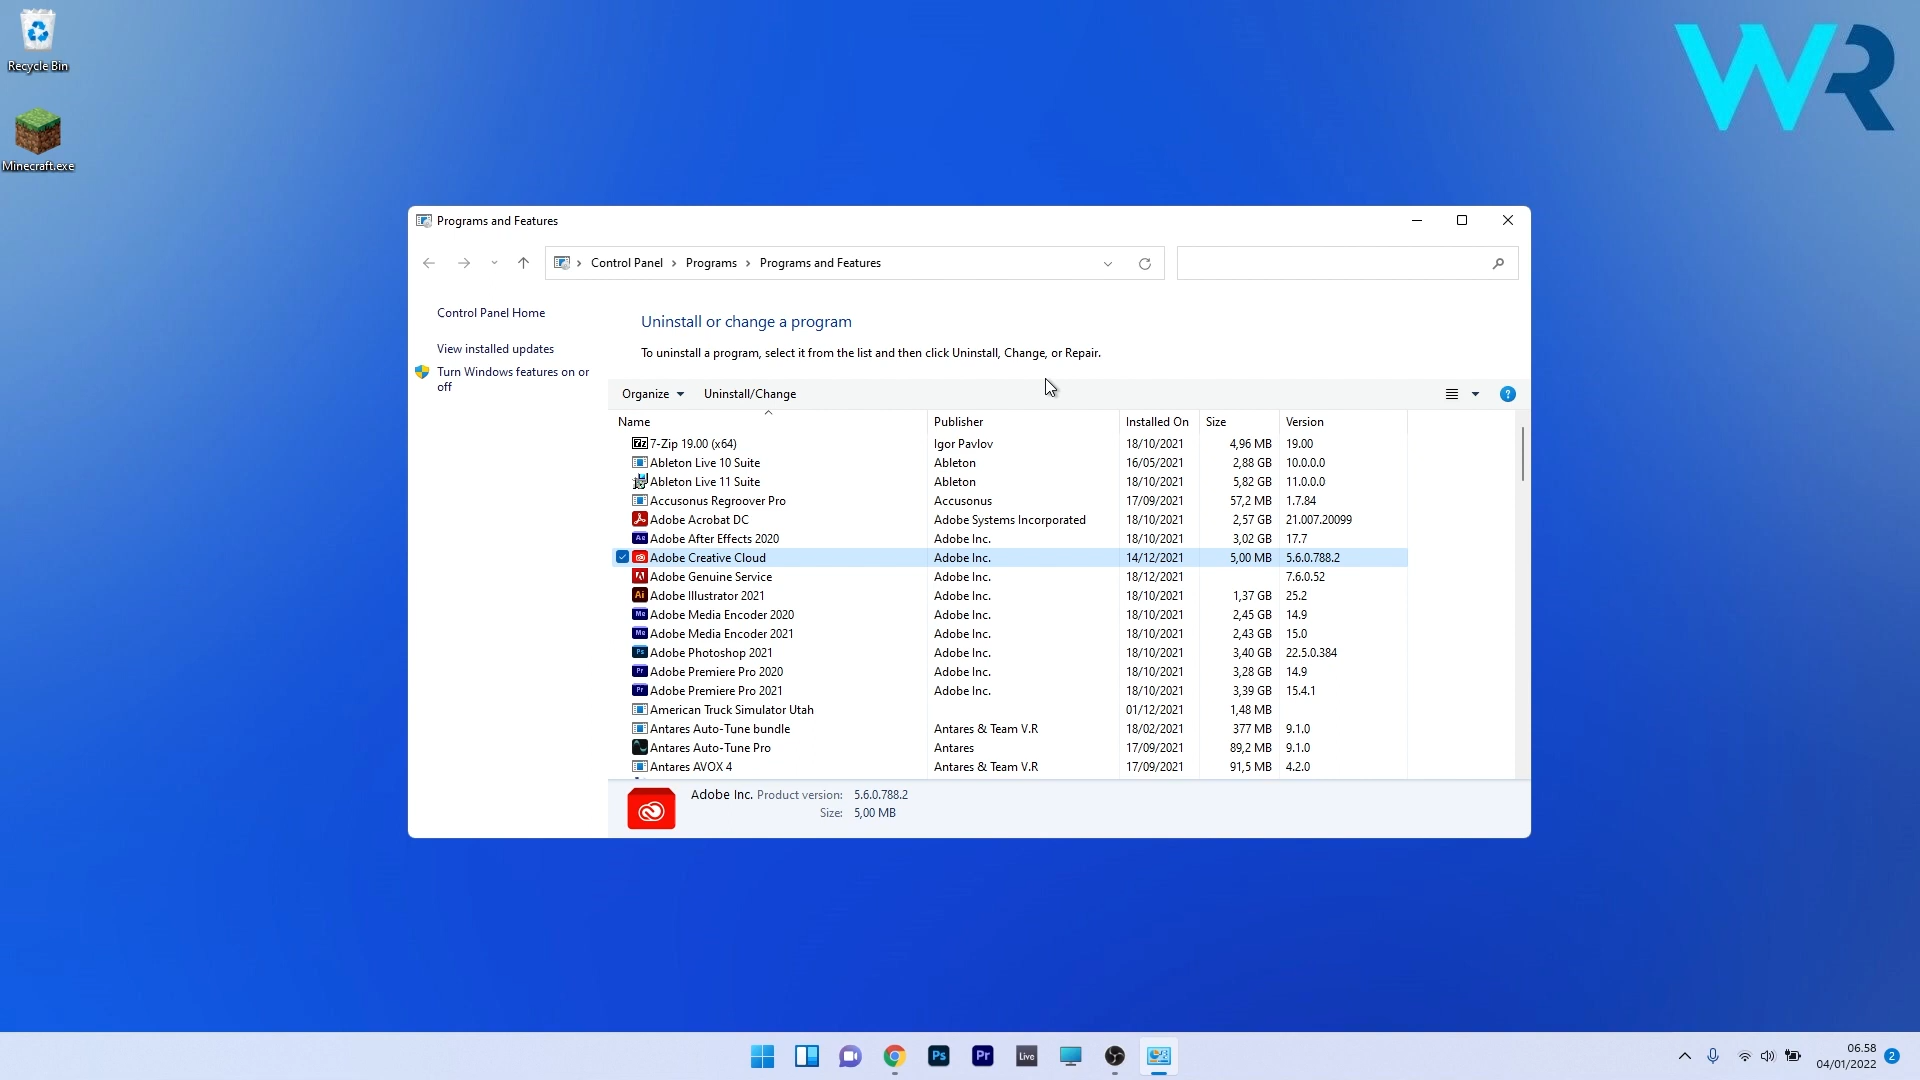 Recycle Bin
Minecraft.exe
WR
Programs and Features
Control Panel > Programs > Programs and Features
Control Panel Home
View installed updates
Turn Windows features on or
off
Uninstall or change a program
To uninstall a program, select it from the list and then click Uninstall, Change, or Repair.
Organize Uninstall/Change
?
Name Publisher Installed On Size Version
7z 7-Zip 19.00 (x64) Igor Pavlov 18/10/2021 4,96 MB 19.00
Ableton Live 10 Suite Ableton 16/05/2021 2,88 GB 10.0.0.0
Ableton Live 11 Suite Ableton 18/10/2021 5,82 GB 11.0.0.0
Accusonus Regroover Pro Accusonus 17/09/2021 57,2 MB 1.7.84
Adobe Acrobat DC Adobe Systems Incorporated 18/10/2021 2,57 GB 21.007.20099
Ae Adobe After Effects 2020 Adobe Inc. 18/10/2021 3,02 GB 17.7
Adobe Creative Cloud Adobe Inc. 14/12/2021 5,00 MB 5.6.0.788.2
Adobe Genuine Service Adobe Inc. 18/12/2021 7.6.0.52
Ai Adobe Illustrator 2021 Adobe Inc. 18/10/2021 1,37 GB 25.2
Me Adobe Media Encoder 2020 Adobe Inc. 18/10/2021 2,45 GB 14.9
Me Adobe Media Encoder 2021 Adobe Inc. 18/10/2021 2,43 GB 15.0
Ps Adobe Photoshop 2021 Adobe Inc. 18/10/2021 3,40 GB 22.5.0.384
Pr Adobe Premiere Pro 2020 Adobe Inc. 18/10/2021 3,28 GB 14.9
Pr Adobe Premiere Pro 2021 Adobe Inc. 18/10/2021 3,39 GB 15.4.1
American Truck Simulator Utah 01/12/2021 1,48 MB
Antares Auto-Tune bundle Antares & Team V.R 18/02/2021 377 MB 9.1.0
Antares Auto-Tune Pro Antares 17/09/2021 89,2 MB 9.1.0
Antares AVOX 4 Antares & Team V.R 17/09/2021 91,5 MB 4.2.0
Adobe Inc. Product version: 5.6.0.788.2
Size: 5,00 MB
Ps Pr Live
06.58
04/01/2022
2